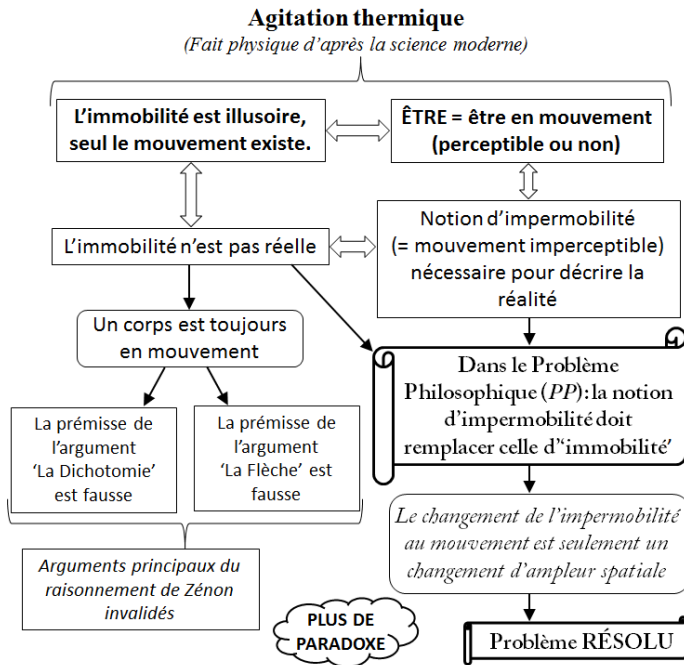 Agitation thermique
(Fait physique d'après la science moderne)
L'immobilité est illusoire,
seul le mouvement existe.
ÊTRE = être en mouvement
(perceptible ou non)
L'immobilité n'est pas réelle
Notion d'impermobilité
(= mouvement imperceptible)
nécessaire pour décrire la
réalité
Un corps est toujours
en mouvement
Dans le Problème
Philosophique (PP): la notion
d'impermobilité doit
remplacer celle d'‘immobilité’
La prémisse de
l'argument
‘La Dichotomie’
est fausse
La prémisse de
l'argument
‘La Flèche’ est
fausse
Le changement de l'impermobilité
au mouvement est seulement un
changement d'ampleur spatiale
Arguments principaux du
raisonnement de Zénon
invalidés
PLUS DE
PARADOXE
Problème RÉSOLU